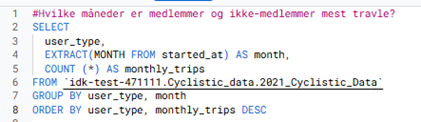 1 #Hvilke måneder er medlemmer og ikke-medlemmer mest travle?
2 SELECT
3 user_type,
4 EXTRACT(MONTH FROM started_at) AS month,
5 COUNT (*) AS monthly_trips
6 FROM `idk-test-471111.Cyclistic_data.2021_Cyclistic_Data`
7 GROUP BY user_type, month
8 ORDER BY user_type, monthly_trips DESC